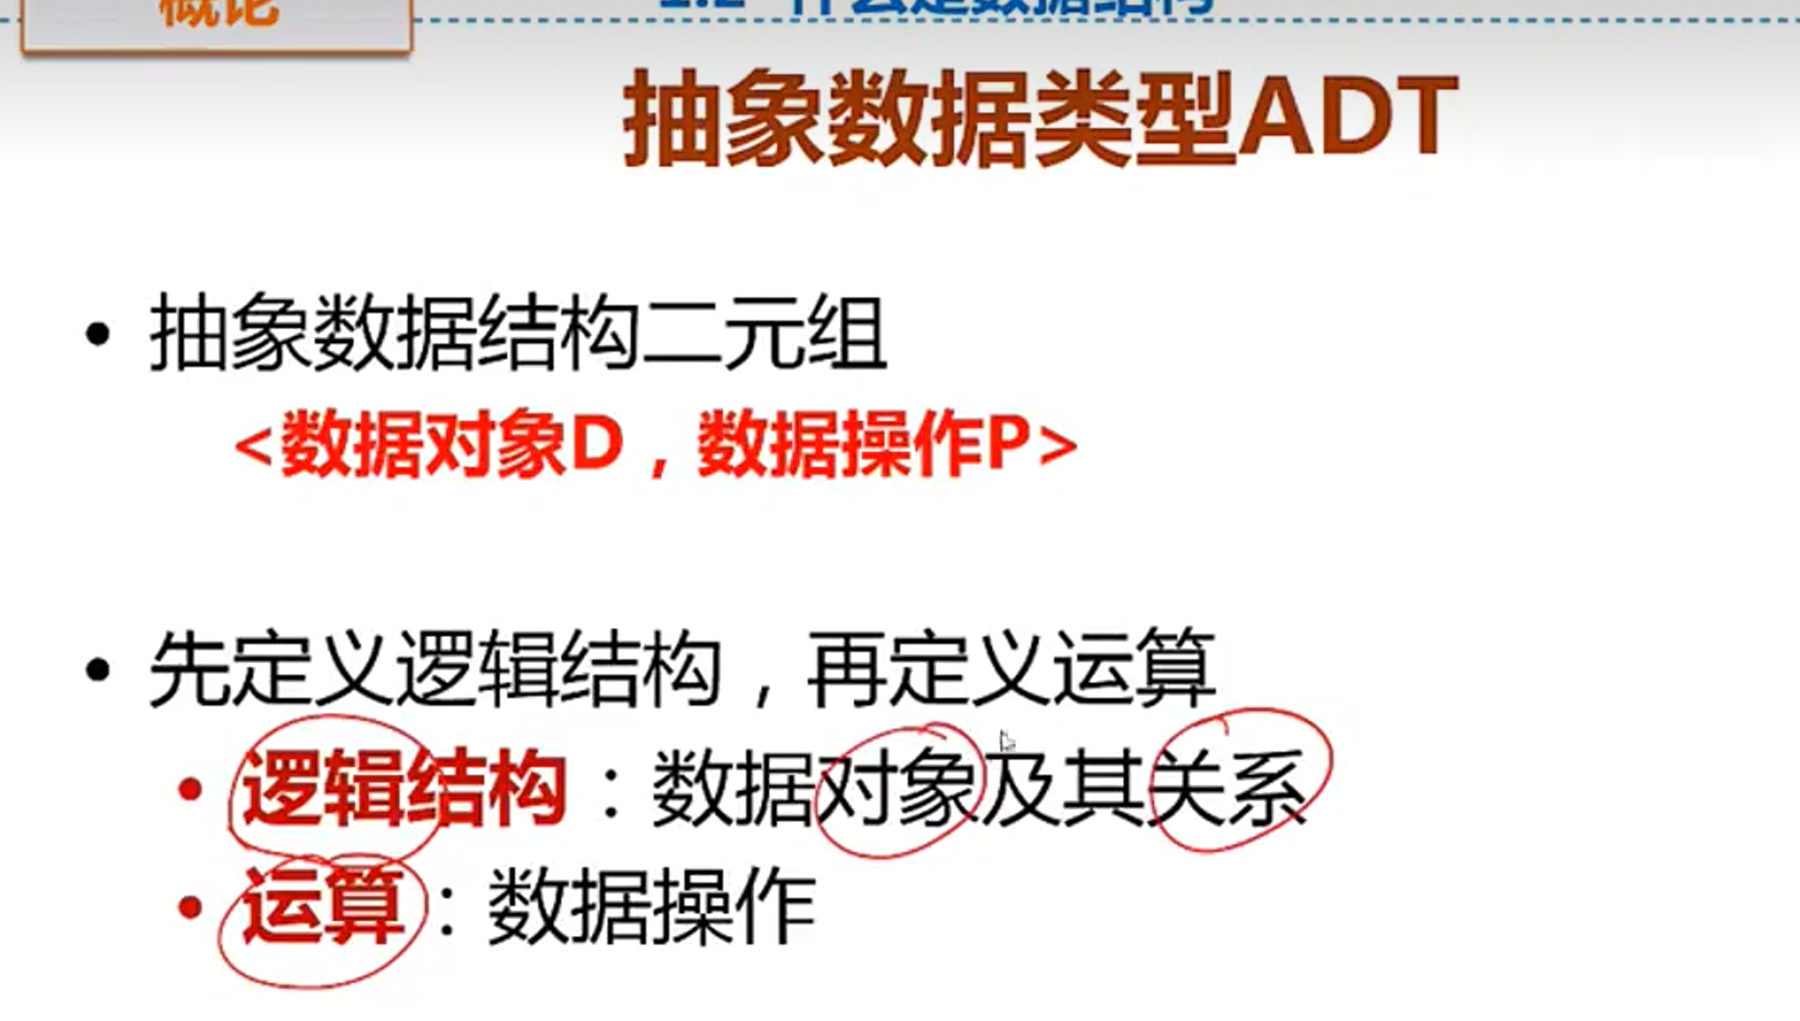 概论
1.2 什么是数据结构
抽象数据类型ADT
• 抽象数据结构二元组
<数据对象D，数据操作P>
• 先定义逻辑结构，再定义运算
• 逻辑结构：数据对象及其关系
• 运算：数据操作